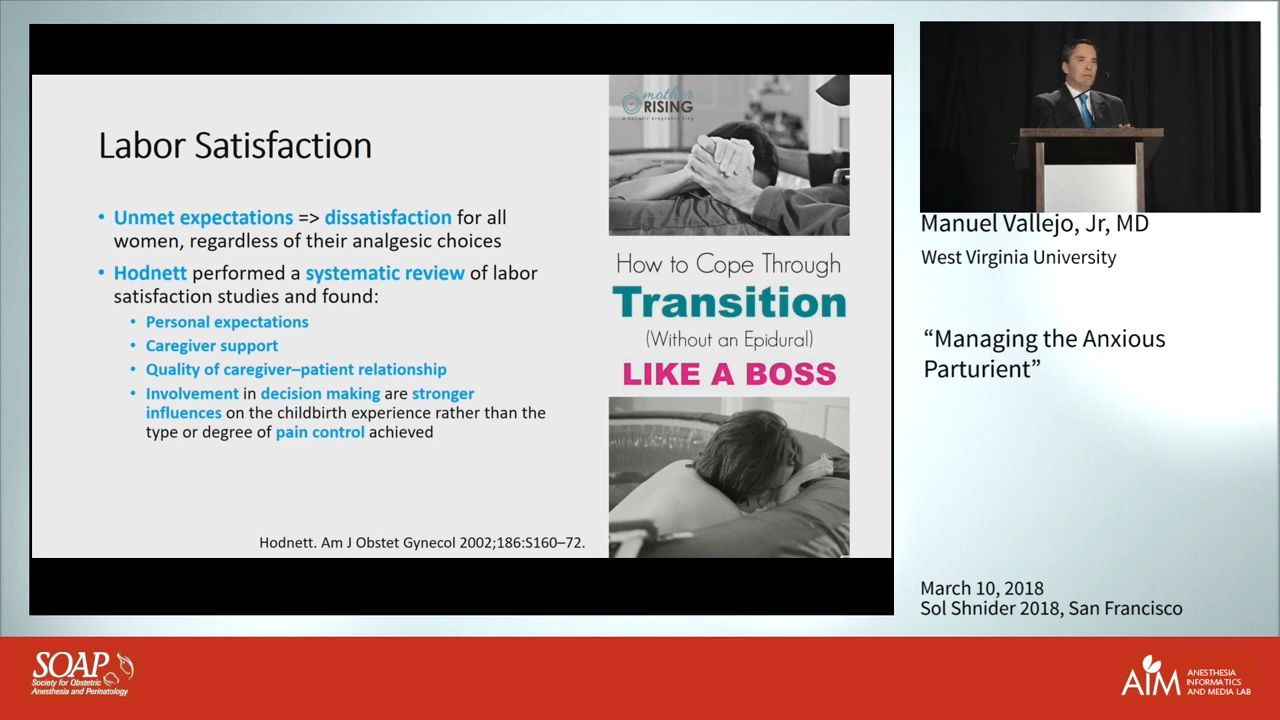 Labor Satisfaction
• Unmet expectations => dissatisfaction for all
women, regardless of their analgesic choices
• Hodnett performed a systematic review of labor
satisfaction studies and found:
• Personal expectations
• Caregiver support
• Quality of caregiver–patient relationship
• Involvement in decision making are stronger
influences on the childbirth experience rather than the
type or degree of pain control achieved
Hodnett. Am J Obstet Gynecol 2002;186:S160–72.
mother
RISING
a holistic pregnancy blog
How to Cope Through
Transition
(Without an Epidural)
LIKE A BOSS
Manuel Vallejo, Jr, MD
West Virginia University
“Managing the Anxious
Parturient”
March 10, 2018
Sol Shnider 2018, San Francisco
SOAP
Society for Obstetric
Anesthesia and Perinatology
AIM
ANESTHESIA
INFORMATICS
AND MEDIA LAB